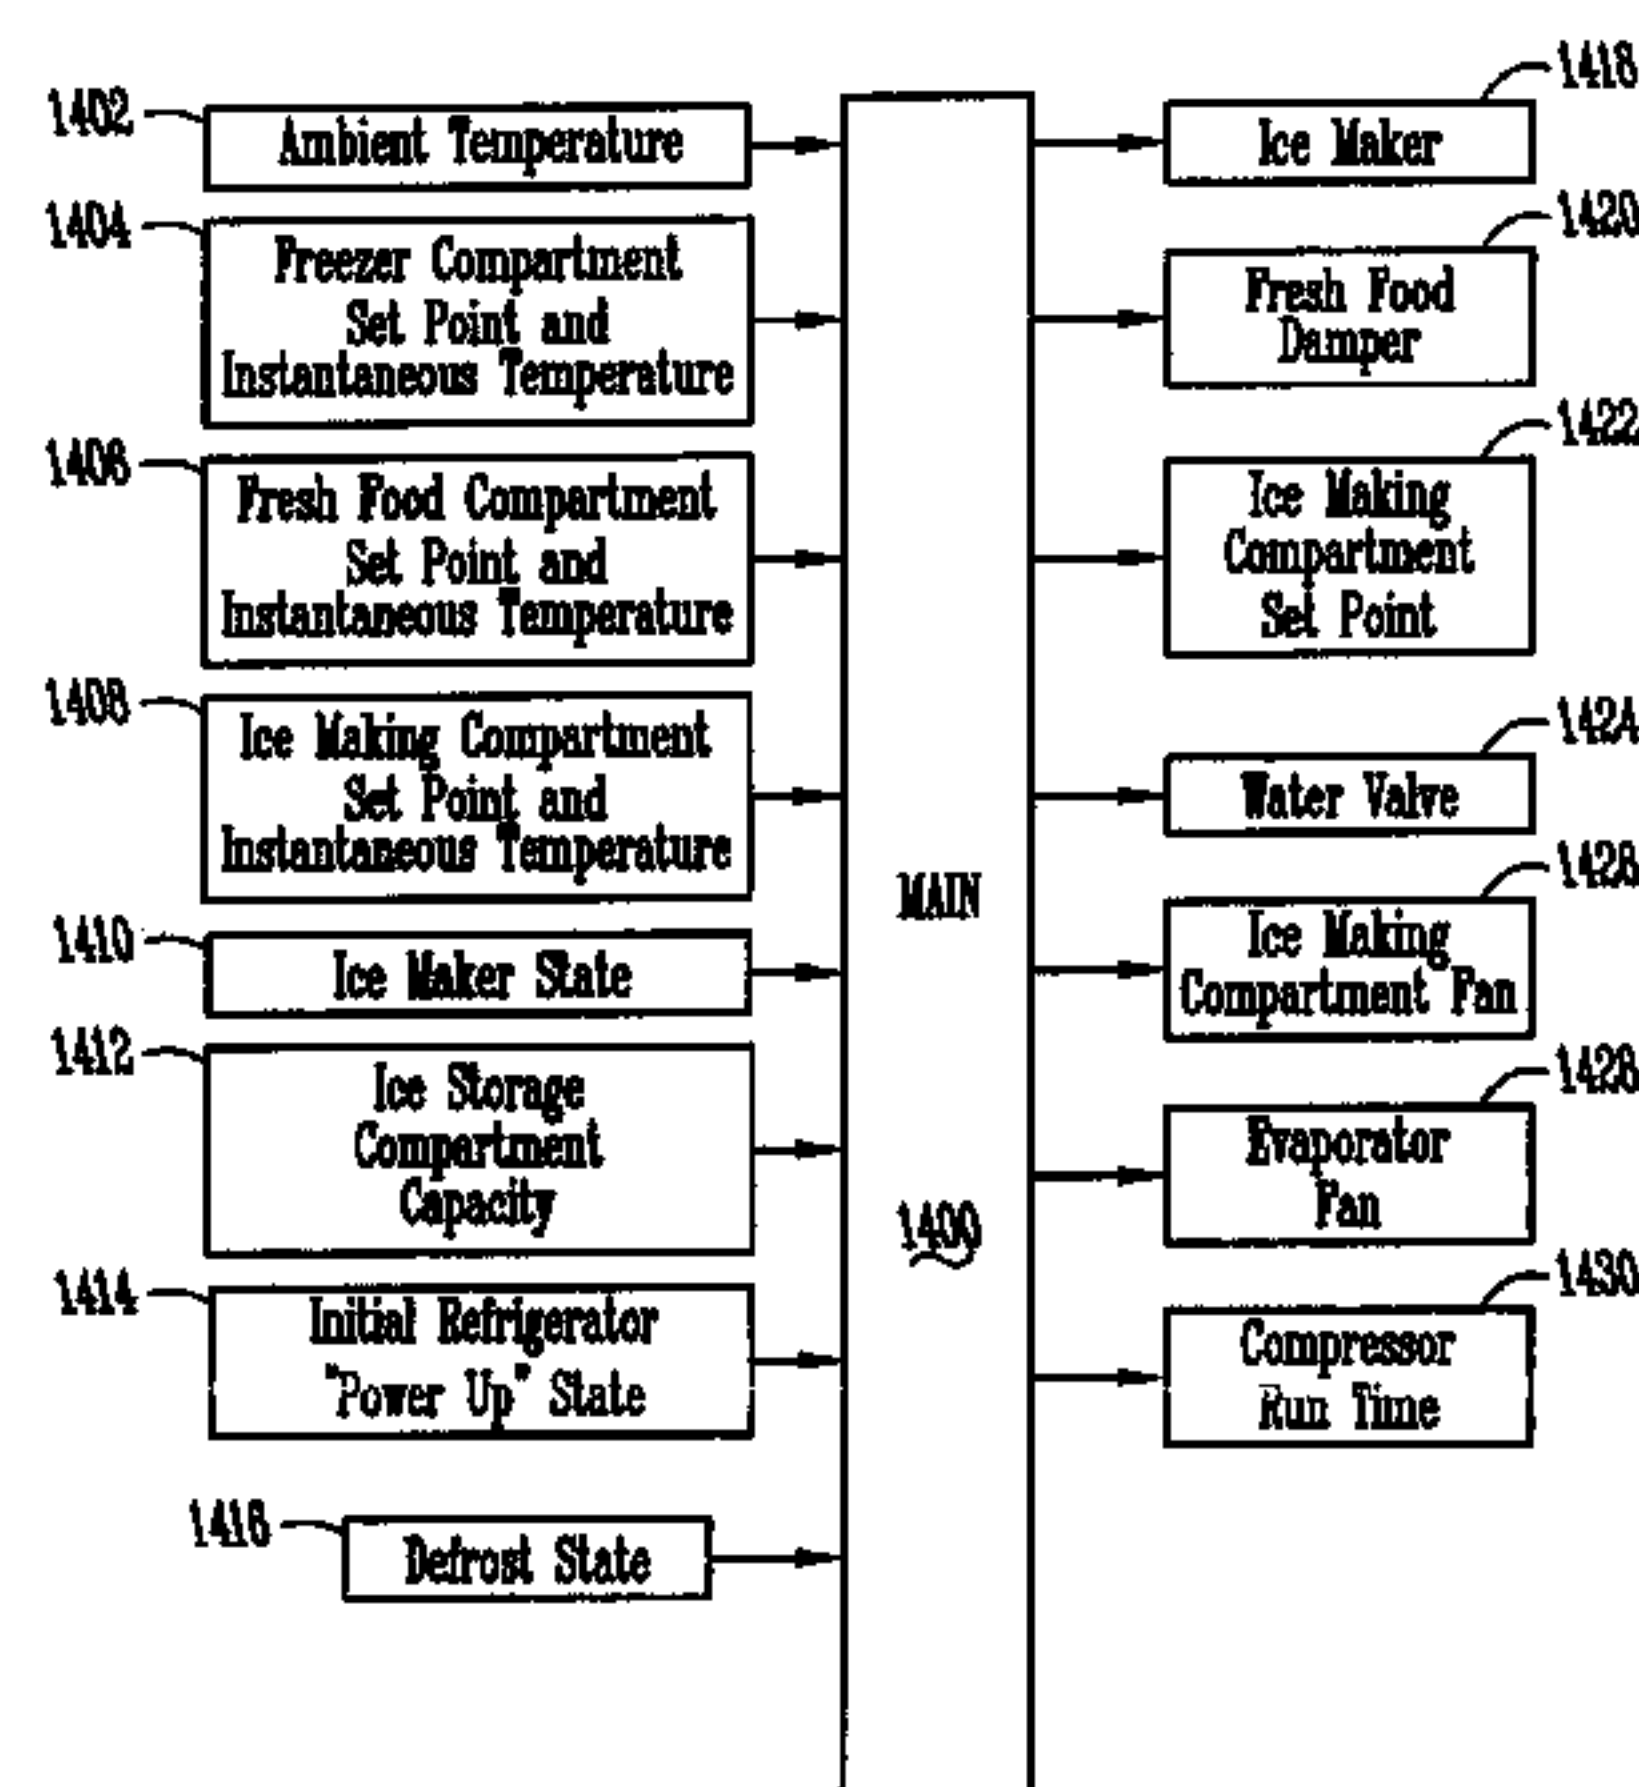 1402
Ambient Temperature
1404
Freezer Compartment
Set Point and
Instantaneous Temperature
1406
Fresh Food Compartment
Set Point and
Instantaneous Temperature
1408
Ice Making Compartment
Set Point and
Instantaneous Temperature
1410
Ice Maker State
1412
Ice Storage
Compartment
Capacity
1414
Initial Refrigerator
"Power Up" State
1416
Defrost State
MAIN
1400
1418
Ice Maker
1420
Fresh Food
Damper
1422
Ice Making
Compartment
Set Point
1424
Water Valve
1426
Ice Making
Compartment Fan
1428
Evaporator
Fan
1430
Compressor
Run Time